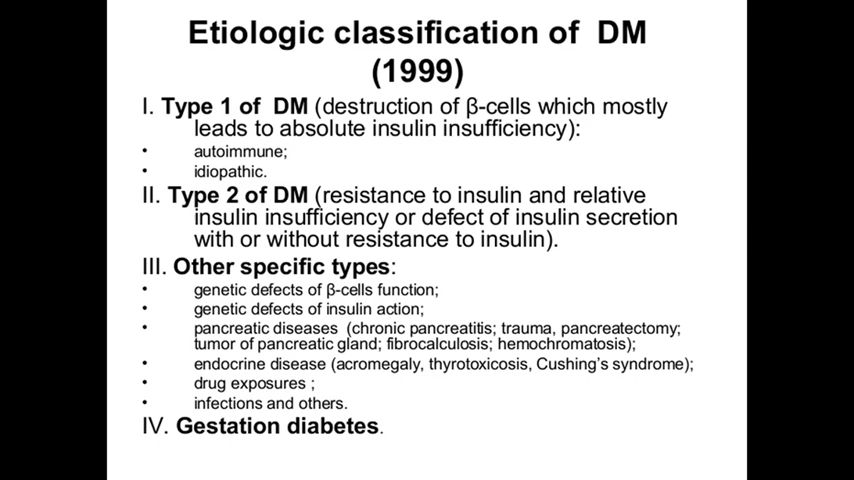 Etiologic classification of DM
(1999)
I. Type 1 of DM (destruction of β-cells which mostly
leads to absolute insulin insufficiency):
• autoimmune;
• idiopathic.
II. Type 2 of DM (resistance to insulin and relative
insulin insufficiency or defect of insulin secretion
with or without resistance to insulin).
III. Other specific types:
• genetic defects of β-cells function;
• genetic defects of insulin action;
• pancreatic diseases (chronic pancreatitis; trauma, pancreatectomy;
tumor of pancreatic gland; fibrocalculosis; hemochromatosis);
• endocrine disease (acromegaly, thyrotoxicosis, Cushing’s syndrome);
• drug exposures ;
• infections and others.
IV. Gestation diabetes.